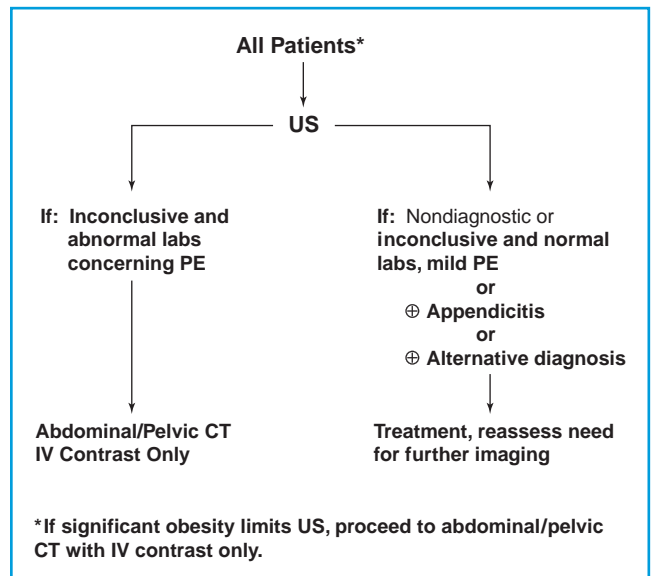 All Patients*
US
If: Inconclusive and
abnormal labs
concerning PE
If: Nondiagnostic or
inconclusive and normal
labs, mild PE
or
⊕ Appendicitis
or
⊕ Alternative diagnosis
Abdominal/Pelvic CT
IV Contrast Only
Treatment, reassess need
for further imaging
*If significant obesity limits US, proceed to abdominal/pelvic
CT with IV contrast only.